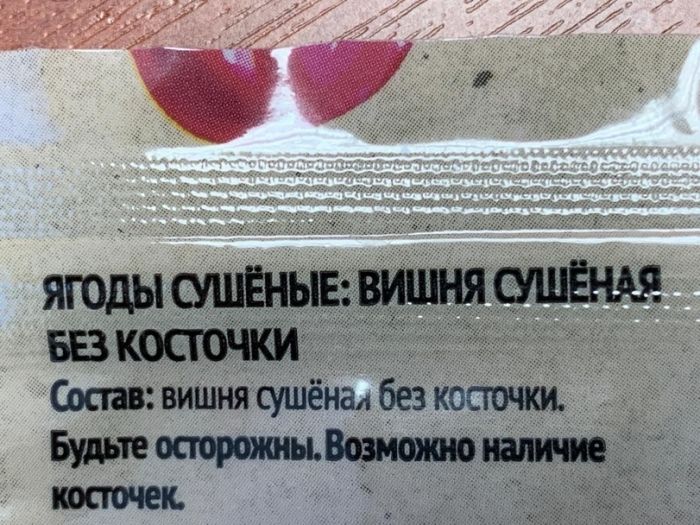 ЯГОДЫ СУШЁНЫЕ: ВИШНЯ СУШЁНАЯ
БЕЗ КОСТОЧКИ
Состав: вишня сушёная без косточки.
Будьте осторожны. Возможно наличие
косточек.